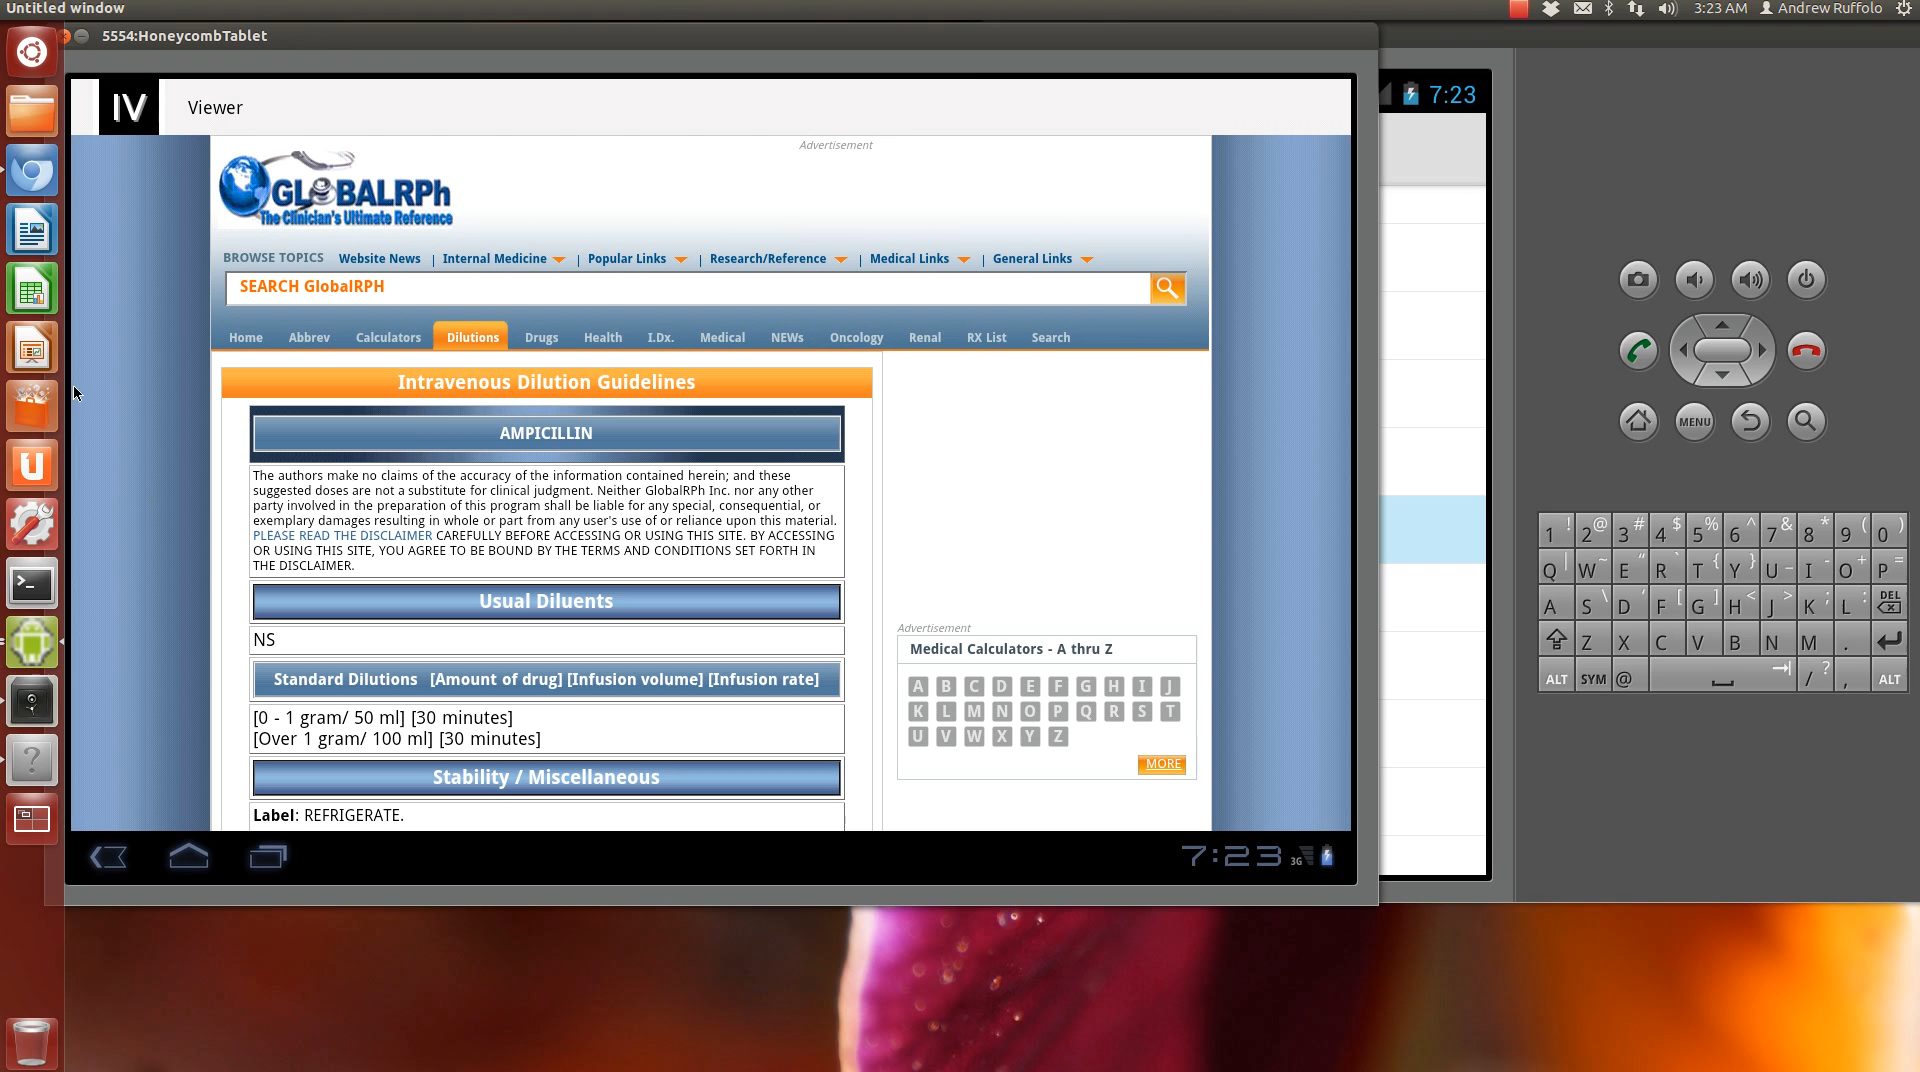 Untitled window
3:23 AM Andrew Ruffolo
5554:HoneycombTablet
IV Viewer
7:23
Advertisement
GLOBALRPh
The Clinician's Ultimate Reference
BROWSE TOPICS Website News | Internal Medicine | Popular Links | Research/Reference | Medical Links | General Links
SEARCH GlobalRPH
Home Abbrev Calculators Dilutions Drugs Health I.Dx. Medical NEWs Oncology Renal RX List Search
Intravenous Dilution Guidelines
AMPICILLIN
The authors make no claims of the accuracy of the information contained herein; and these
suggested doses are not a substitute for clinical judgment. Neither GlobalRPh Inc. nor any other
party involved in the preparation of this program shall be liable for any special, consequential, or
exemplary damages resulting in whole or part from any user's use of or reliance upon this material.
PLEASE READ THE DISCLAIMER CAREFULLY BEFORE ACCESSING OR USING THIS SITE. BY ACCESSING
OR USING THIS SITE, YOU AGREE TO BE BOUND BY THE TERMS AND CONDITIONS SET FORTH IN
THE DISCLAIMER.
Usual Diluents
NS
Standard Dilutions [Amount of drug] [Infusion volume] [Infusion rate]
[0 - 1 gram/ 50 ml] [30 minutes]
[Over 1 gram/ 100 ml] [30 minutes]
Stability / Miscellaneous
Label: REFRIGERATE.
Advertisement
Medical Calculators - A thru Z
A B C D E F G H I J
K L M N O P Q R S T
U V W X Y Z
MORE
7:23 3G
MENU
1 ! 2 @ 3 # 4 $ 5 % 6 ^ 7 & 8 * 9 ( 0 )
Q | W ~ E " R ` T { Y } U _ I - O + P =
A S \ D ' F [ G ] H < J > K ; L : DEL
Z X C V B N M .
ALT SYM @ / ? , ALT